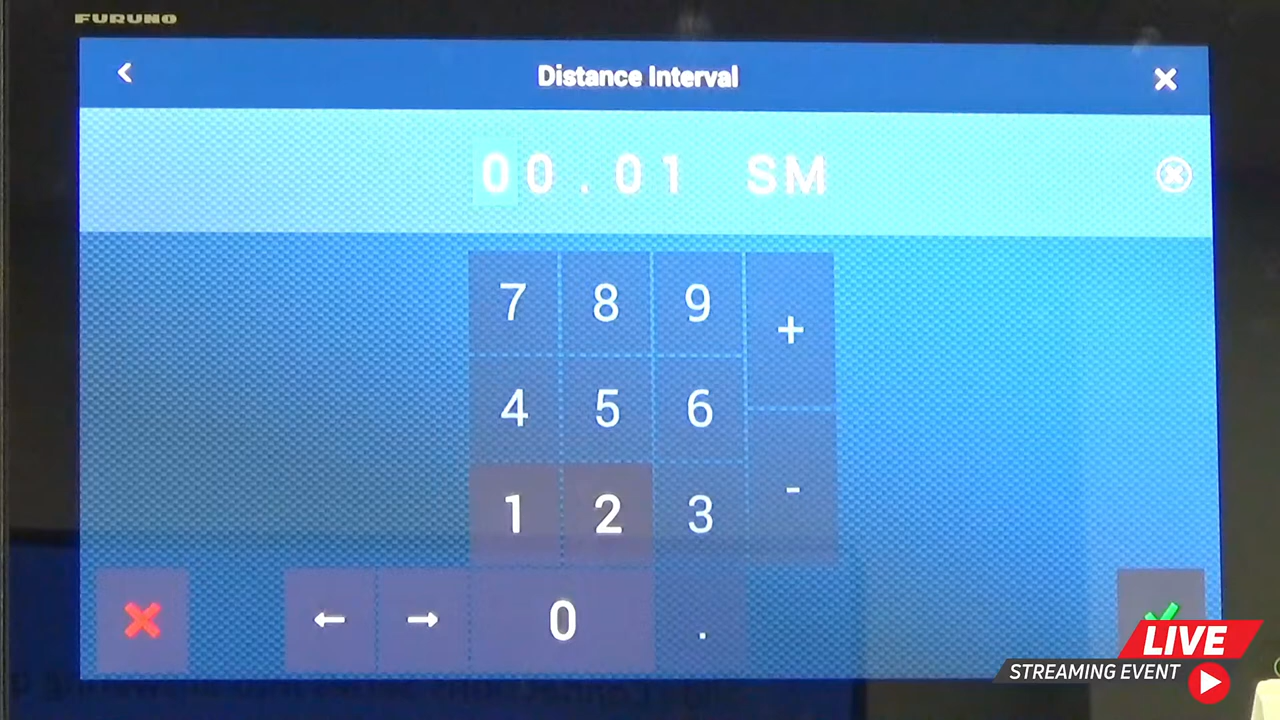 FURUNO
Distance Interval
00.01 SM
7 8 9 +
4 5 6
1 2 3 -
← → 0 .
LIVE
STREAMING EVENT